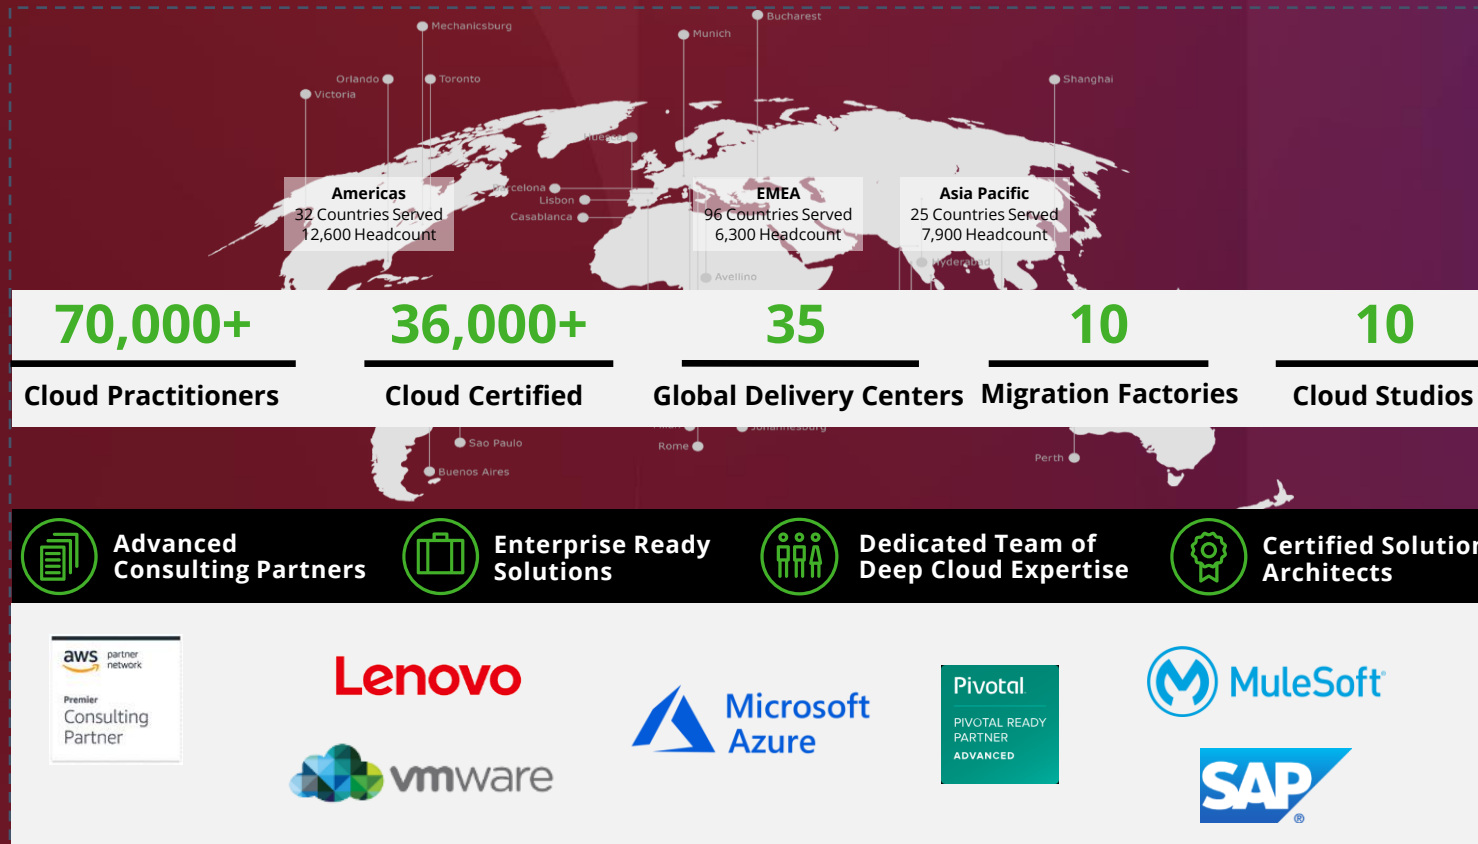 Bucharest
Mechanicsburg
Munich
Orlando
Toronto
Shanghai
Victoria
Huesca
Barcelona
Lisbon
Casablanca
Americas
32 Countries Served
12,600 Headcount
EMEA
96 Countries Served
6,300 Headcount
Asia Pacific
25 Countries Served
7,900 Headcount
Hyderabad
Avellino
70,000+
Cloud Practitioners
36,000+
Cloud Certified
35
Global Delivery Centers
10
Migration Factories
10
Cloud Studios
Johannesburg
Sao Paulo
Rome
Perth
Buenos Aires
Advanced
Consulting Partners
Enterprise Ready
Solutions
Dedicated Team of
Deep Cloud Expertise
Certified Solution
Architects
aws partner
network
Premier
Consulting
Partner
Lenovo
vmware
Microsoft
Azure
Pivotal
PIVOTAL READY
PARTNER
ADVANCED
MuleSoft
SAP
®